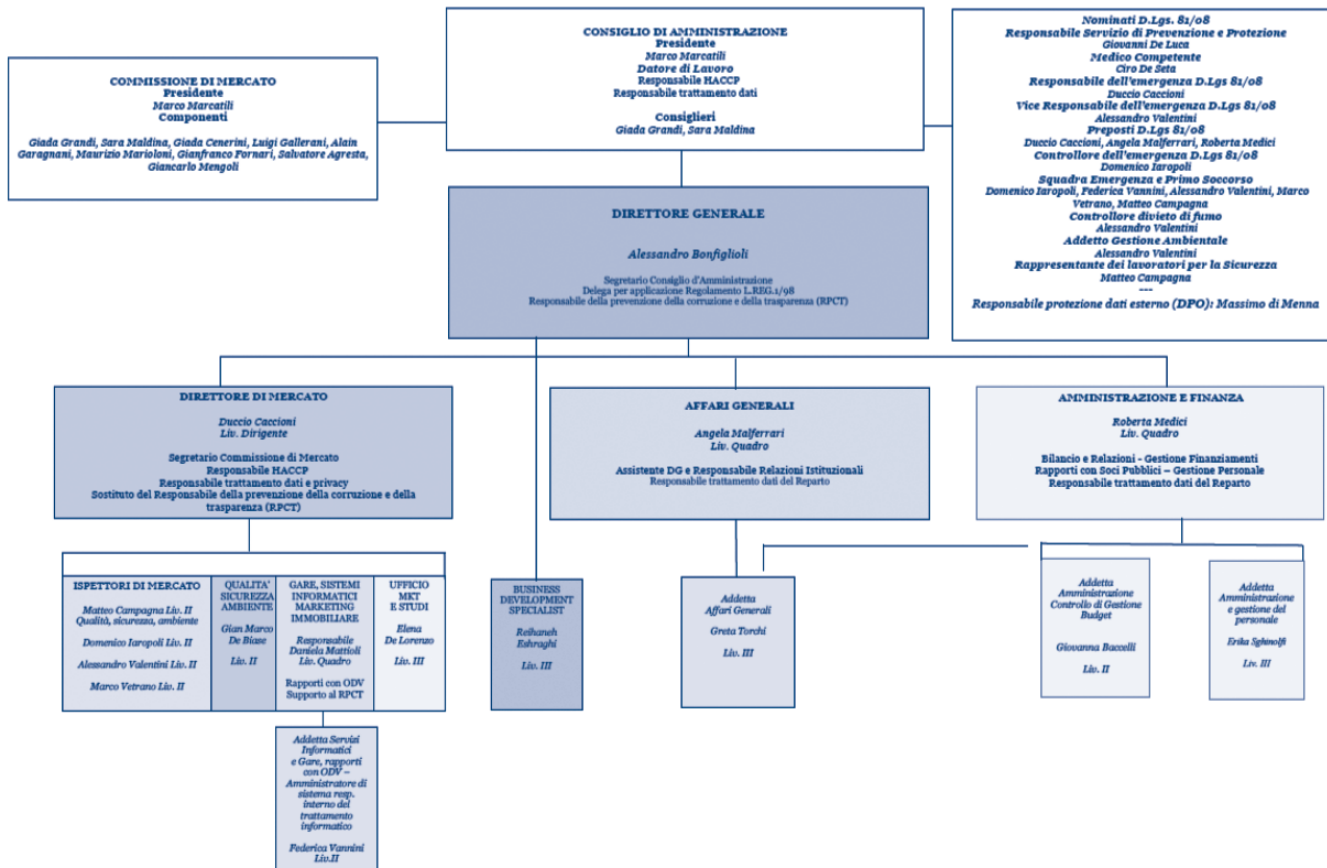 COMMISSIONE DI MERCATO
Presidente
Marco Marcatili
Componenti
Giada Grandi, Sara Maldina, Giada Cenerini, Luigi Gallerani, Alain
Garagnani, Maurizio Marioloni, Gianfranco Fornari, Salvatore Agresta,
Giancarlo Mengoli
CONSIGLIO DI AMMINISTRAZIONE
Presidente
Marco Marcatili
Datore di Lavoro
Responsabile HACCP
Responsabile trattamento dati
Consiglieri
Giada Grandi, Sara Maldina
Nominati D.Lgs. 81/08
Responsabile Servizio di Prevenzione e Protezione
Giovanni De Luca
Medico Competente
Ciro De Seta
Responsabile dell'emergenza D.Lgs 81/08
Duccio Caccioni
Vice Responsabile dell'emergenza D.Lgs 81/08
Alessandro Valentini
Preposti D.Lgs 81/08
Duccio Caccioni, Angela Malferrari, Roberta Medici
Controllore dell'emergenza D.Lgs 81/08
Domenico Iaropoli
Squadra Emergenza e Primo Soccorso
Domenico Iaropoli, Federica Vannini, Alessandro Valentini, Marco
Vetrano, Matteo Campagna
Controllore divieto di fumo
Alessandro Valentini
Addetto Gestione Ambientale
Alessandro Valentini
Rappresentante dei lavoratori per la Sicurezza
Matteo Campagna
---
Responsabile protezione dati esterno (DPO): Massimo di Menna
DIRETTORE GENERALE
Alessandro Bonfiglioli
Segretario Consiglio d'Amministrazione
Delega per applicazione Regolamento L.REG.1/98
Responsabile della prevenzione della corruzione e della trasparenza (RPCT)
DIRETTORE DI MERCATO
Duccio Caccioni
Liv. Dirigente
Segretario Commissione di Mercato
Responsabile HACCP
Responsabile trattamento dati e privacy
Sostituto del Responsabile della prevenzione della corruzione e della
trasparenza (RPCT)
AFFARI GENERALI
Angela Malferrari
Liv. Quadro
Assistente DG e Responsabile Relazioni Istituzionali
Responsabile trattamento dati del Reparto
AMMINISTRAZIONE E FINANZA
Roberta Medici
Liv. Quadro
Bilancio e Relazioni - Gestione Finanziamenti
Rapporti con Soci Pubblici – Gestione Personale
Responsabile trattamento dati del Reparto
ISPETTORI DI MERCATO
Matteo Campagna Liv. II
Qualità, sicurezza, ambiente
Domenico Iaropoli Liv. II
Alessandro Valentini Liv. II
Marco Vetrano Liv. II
QUALITA'
SICUREZZA
AMBIENTE
Gian Marco
De Biase
Liv. II
GARE, SISTEMI
INFORMATICI
MARKETING
IMMOBILIARE
Responsabile
Daniela Mattioli
Liv. Quadro
Rapporti con ODV
Supporto al RPCT
UFFICIO
MKT
E STUDI
Elena
De Lorenzo
Liv. III
BUSINESS
DEVELOPMENT
SPECIALIST
Reihaneh
Eshraghi
Liv. III
Addetta
Affari Generali
Greta Torchi
Liv. III
Addetta
Amministrazione
Controllo di Gestione
Budget
Giovanna Baccelli
Liv. II
Addetta
Amministrazione
e gestione del
personale
Erika Sghinolfi
Liv. III
Addetta Servizi
Informatici
e Gare, rapporti
con ODV –
Amministratore di
sistema resp.
interno del
trattamento
informatico
Federica Vannini
Liv.II